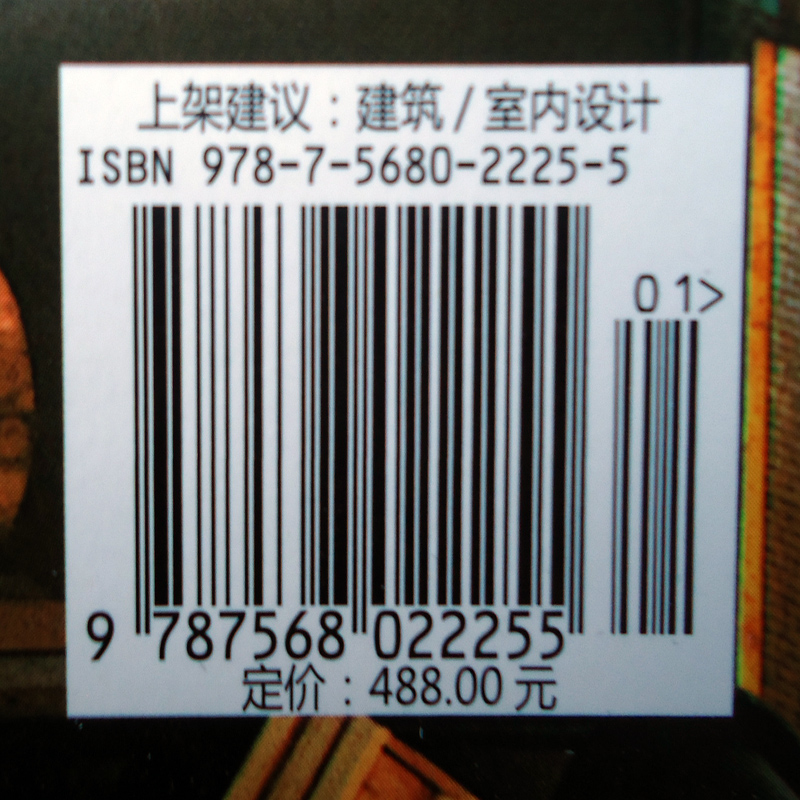 上架建议：建筑/室内设计
ISBN 978-7-5680-2225-5
01>
9 787568 022255
定价：488.00元